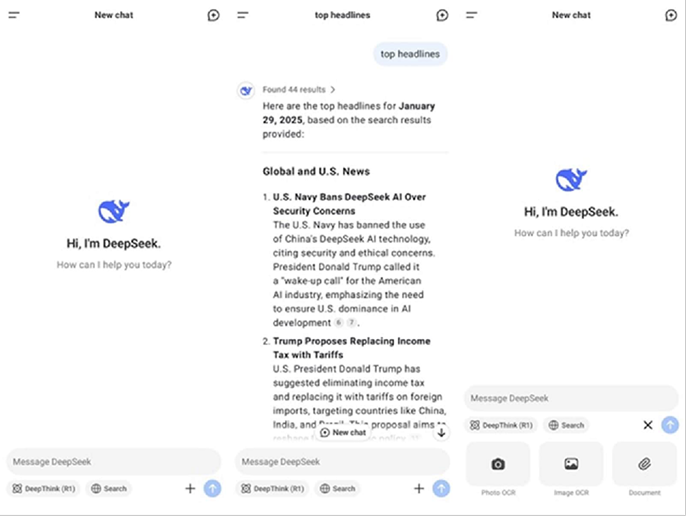 New chat
Hi, I'm DeepSeek.
How can I help you today?
Message DeepSeek
DeepThink (R1)
Search
top headlines
top headlines
Found 44 results
Here are the top headlines for January
29, 2025, based on the search results
provided:
Global and U.S. News
1. U.S. Navy Bans DeepSeek AI Over
Security Concerns
The U.S. Navy has banned the use
of China's DeepSeek AI technology,
citing security and ethical concerns.
President Donald Trump called it
a "wake-up call" for the American
AI industry, emphasizing the need
to ensure U.S. dominance in AI
development 6 7 .
2. Trump Proposes Replacing Income
Tax with Tariffs
U.S. President Donald Trump has
suggested eliminating income tax
and replacing it with tariffs on foreign
imports, targeting countries like China,
India, and Brazil. This proposal aims to
New chat
Message DeepSeek
DeepThink (R1)
Search
New chat
Hi, I'm DeepSeek.
How can I help you today?
Message DeepSeek
DeepThink (R1)
Search
Photo OCR
Image OCR
Document